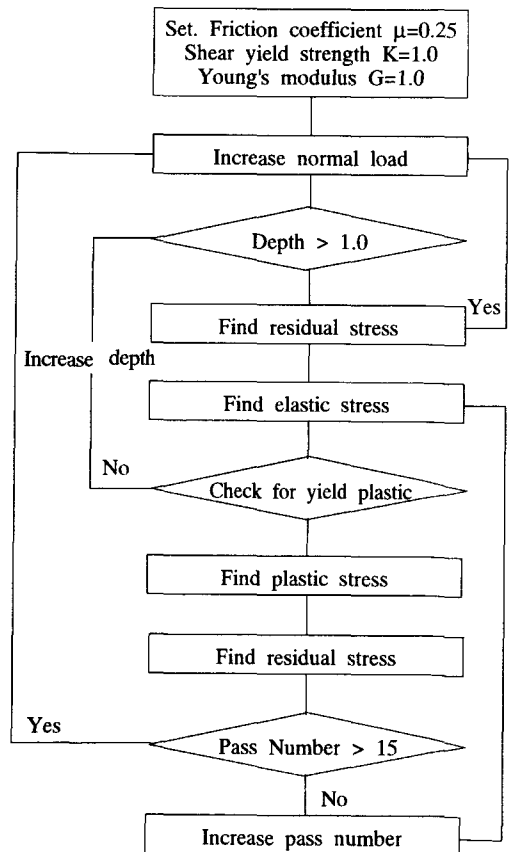 Set. Friction coefficient μ=0.25
Shear yield strength K=1.0
Young's modulus G=1.0
Increase normal load
Depth > 1.0
Yes
Find residual stress
Increase depth
Find elastic stress
No
Check for yield plastic
Find plastic stress
Find residual stress
Yes
Pass Number > 15
No
Increase pass number